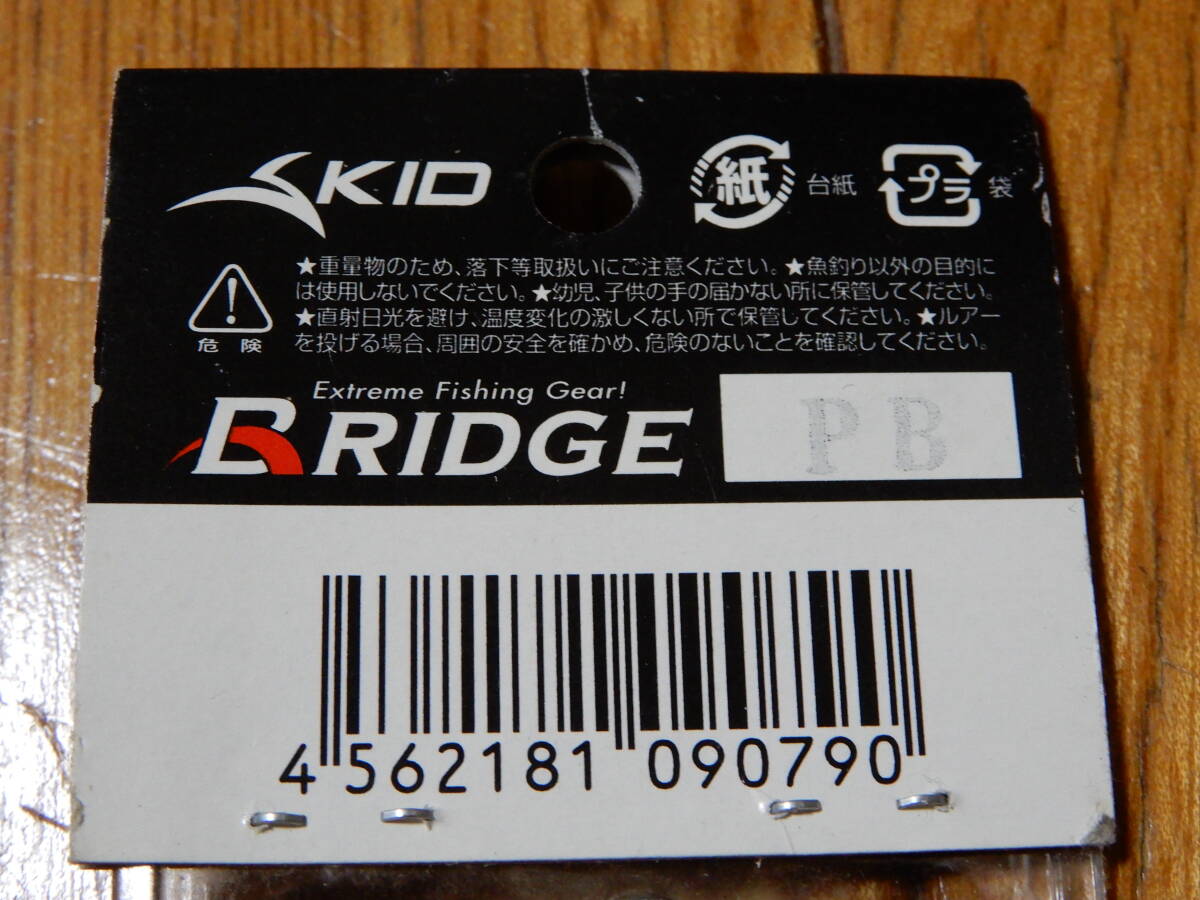 SKID
紙 台紙 プラ 袋
★重量物のため、落下等取扱いにご注意ください。★魚釣り以外の目的に
は使用しないでください。★幼児、子供の手の届かない所に保管してください。
★直射日光を避け、温度変化の激しくない所で保管してください。★ルアー
を投げる場合、周囲の安全を確かめ、危険のないことを確認してください。
危険
Extreme Fishing Gear!
BRIDGE
PB
4 562181 090790